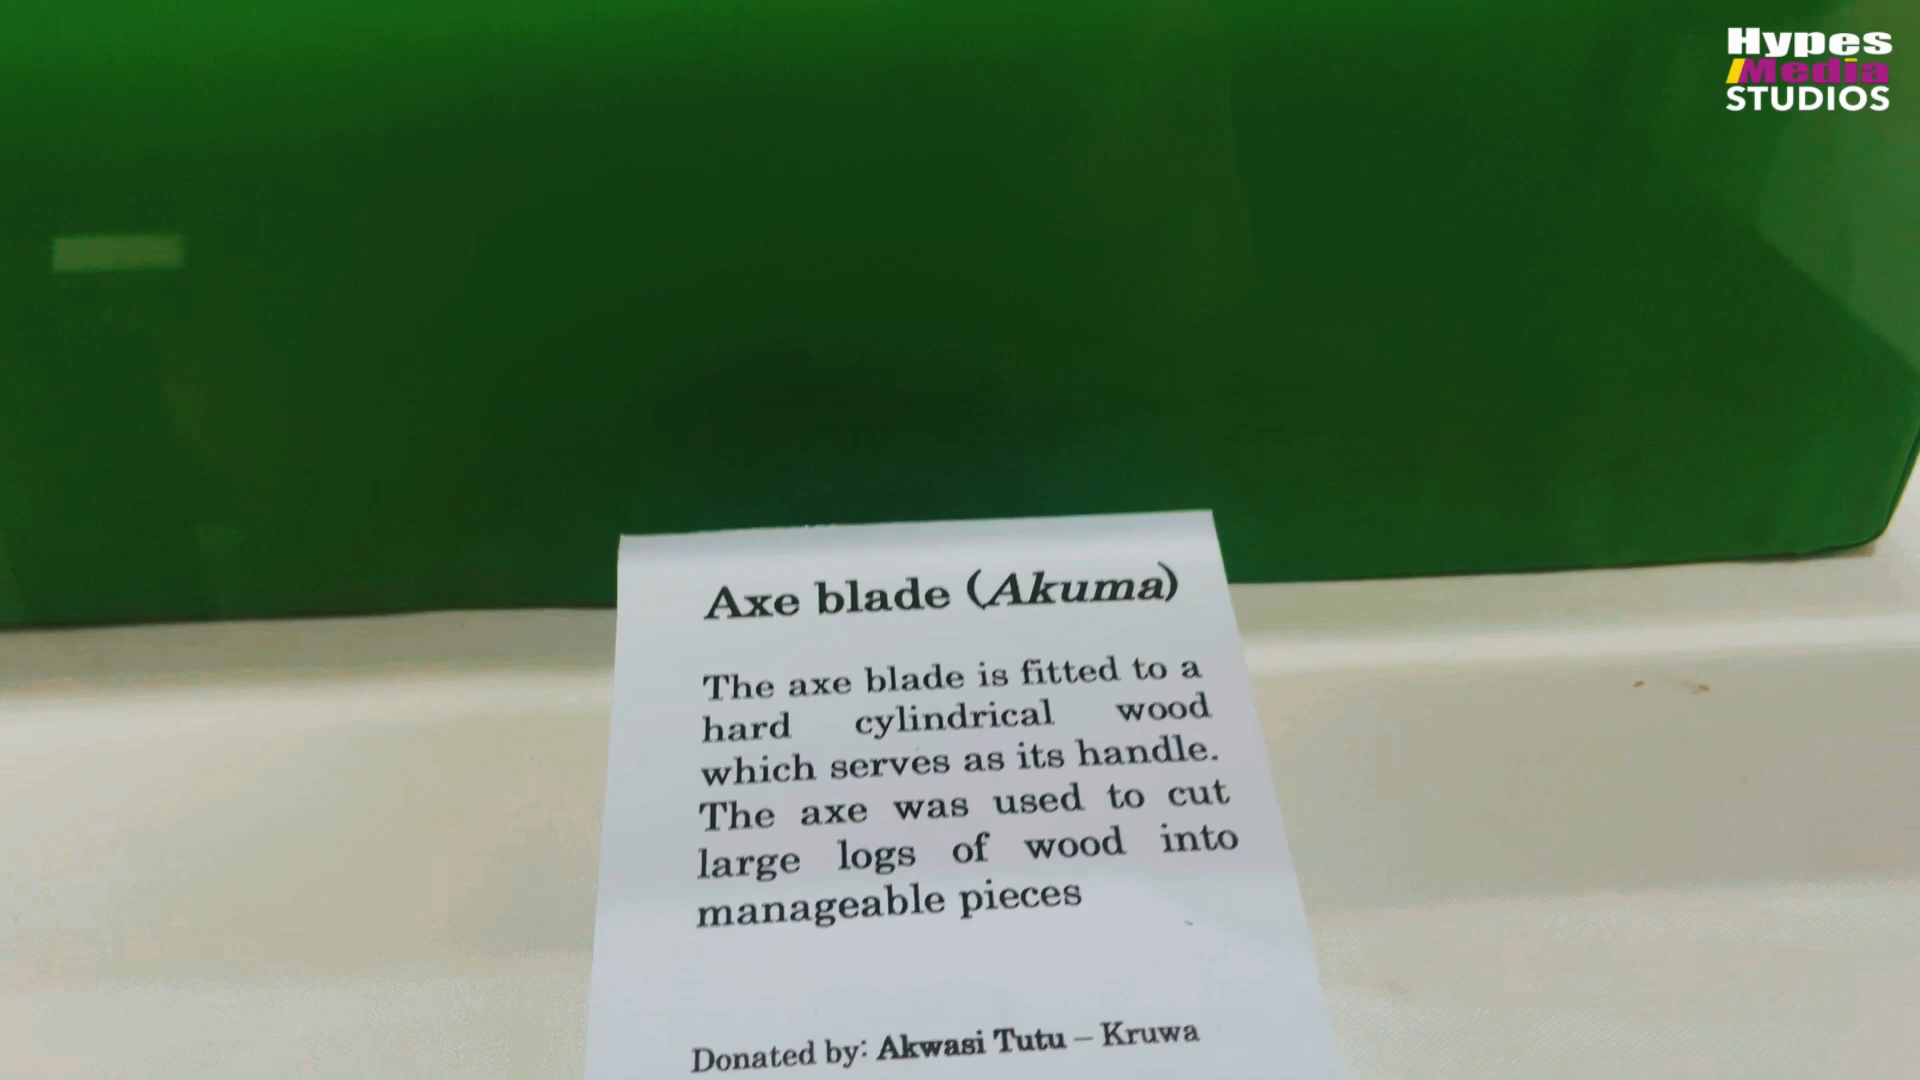 Hypes
Media
STUDIOS
Axe blade (Akuma)
The axe blade is fitted to a
hard cylindrical wood
which serves as its handle.
The axe was used to cut
large logs of wood into
manageable pieces
Donated by: Akwasi Tutu – Kruwa